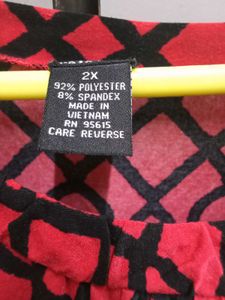 2X
92% POLYESTER
8% SPANDEX
MADE IN
VIETNAM
RN 95615
CARE REVERSE